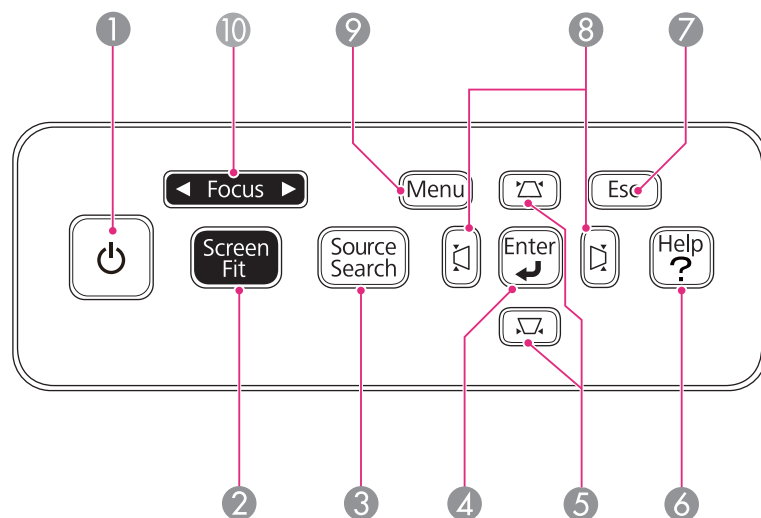 1
10
9
8
7
Focus
Menu
Esc
Screen
Fit
Source
Search
Enter
Help
?
2
3
4
5
6